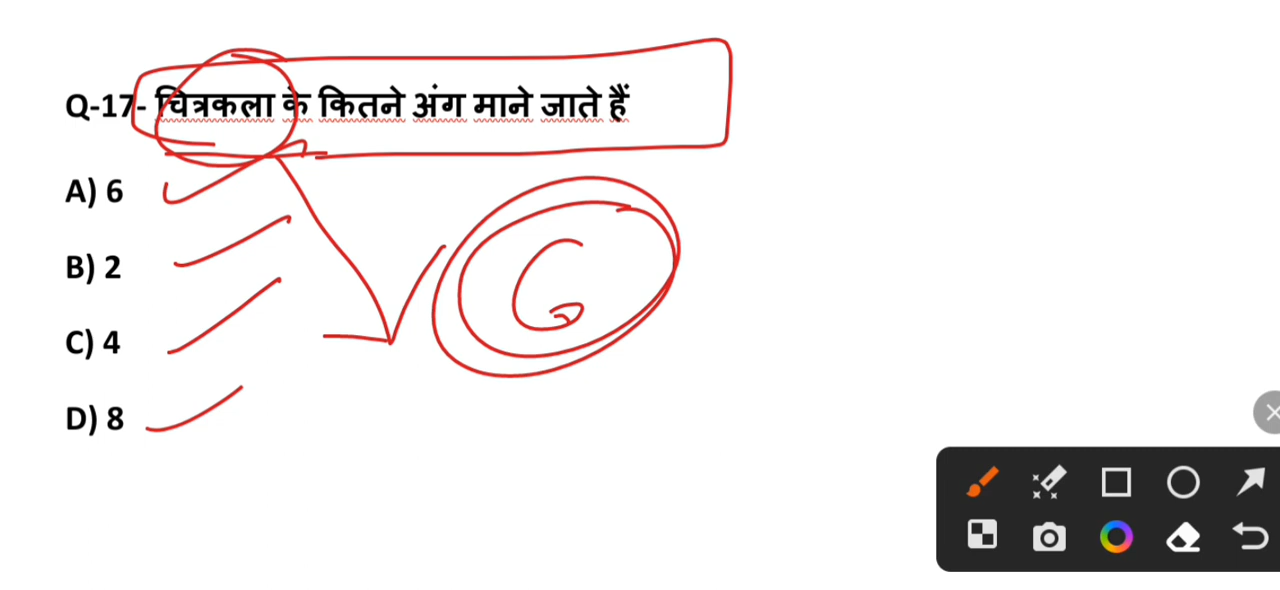 Q-17- चित्रकला के कितने अंग माने जाते हैं
A) 6
B) 2
C) 4
D) 8
6